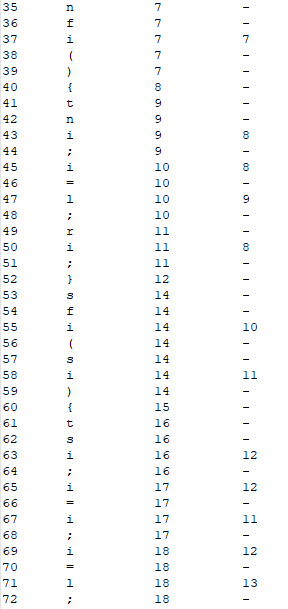 35 n 7 –
36 f 7 –
37 i 7 7
38 ( 7 –
39 ) 7 –
40 { 8 –
41 t 9 –
42 n 9 –
43 i 9 8
44 ; 9 –
45 i 10 8
46 = 10 –
47 l 10 9
48 ; 10 –
49 r 11 –
50 i 11 8
51 ; 11 –
52 } 12 –
53 s 14 –
54 f 14 –
55 i 14 10
56 ( 14 –
57 s 14 –
58 i 14 11
59 ) 14 –
60 { 15 –
61 t 16 –
62 s 16 –
63 i 16 12
64 ; 16 –
65 i 17 12
66 = 17 –
67 i 17 11
68 ; 17 –
69 i 18 12
70 = 18 –
71 l 18 13
72 ; 18 –